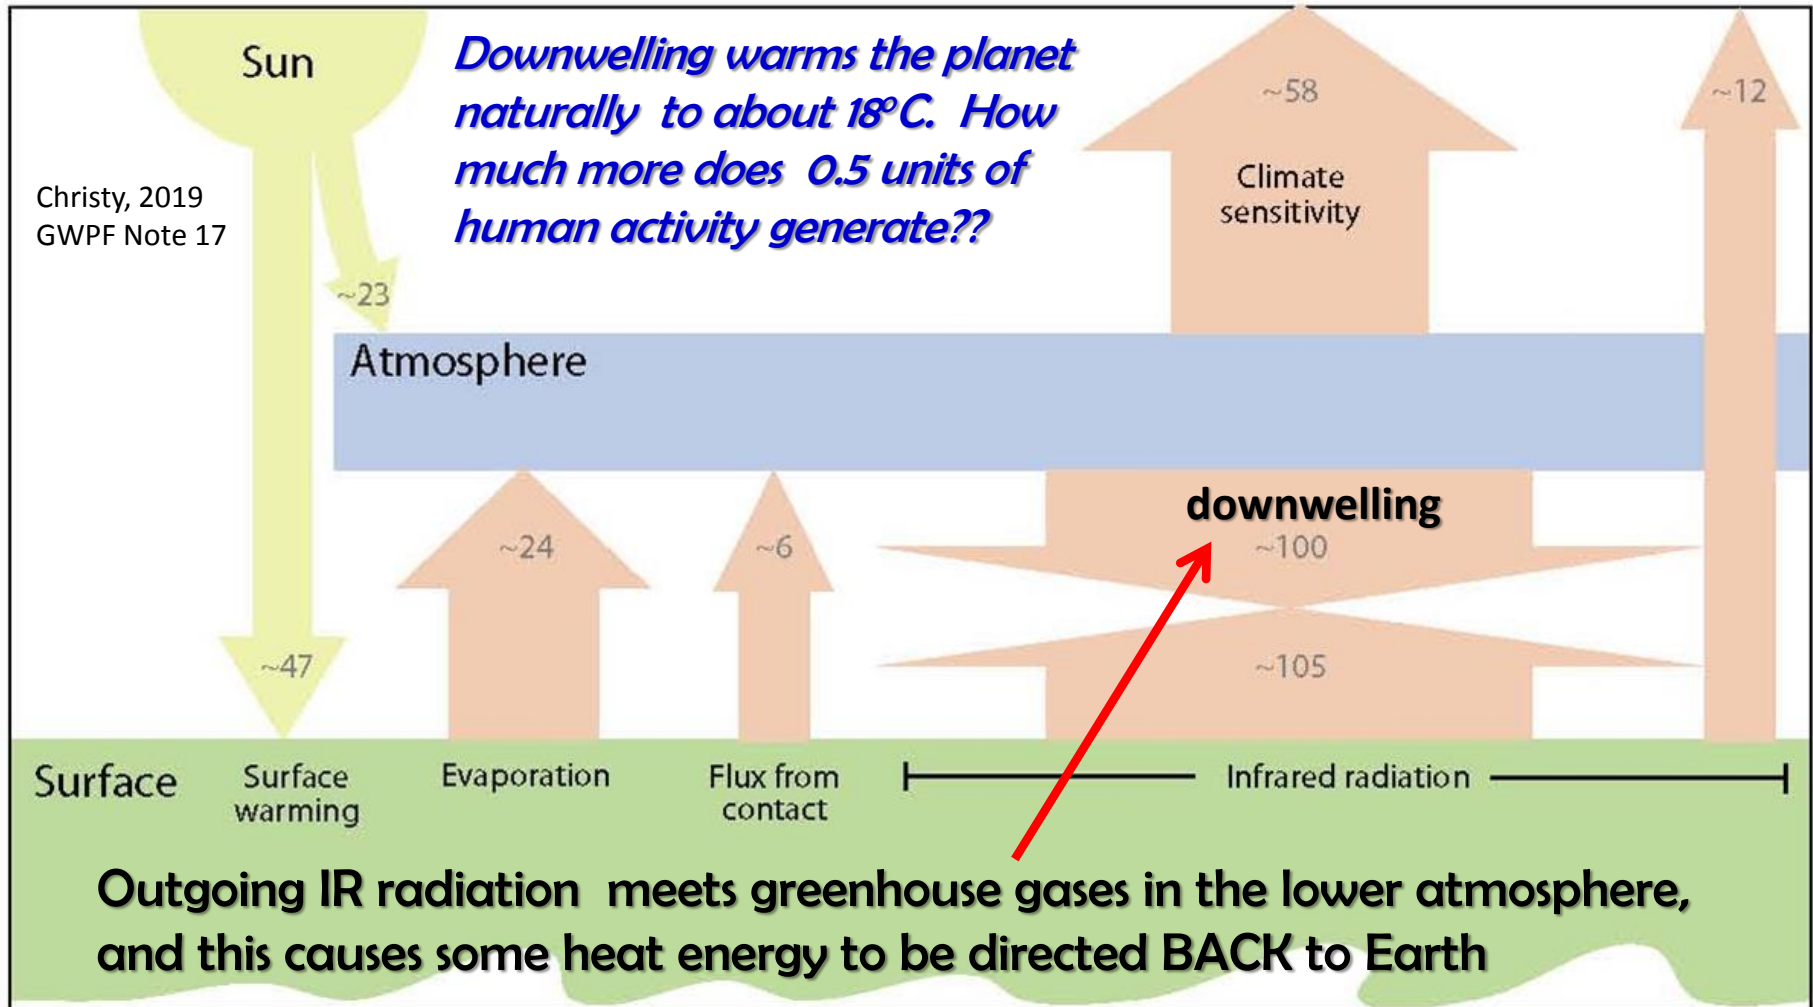 Sun
Downwelling warms the planet
naturally to about 18°C. How
much more does 0.5 units of
human activity generate??
Christy, 2019
GWPF Note 17
~58
~12
Climate
sensitivity
~23
Atmosphere
downwelling
~24
~6
~100
~47
~105
Surface
Surface
warming
Evaporation
Flux from
contact
Infrared radiation
Outgoing IR radiation meets greenhouse gases in the lower atmosphere,
and this causes some heat energy to be directed BACK to Earth